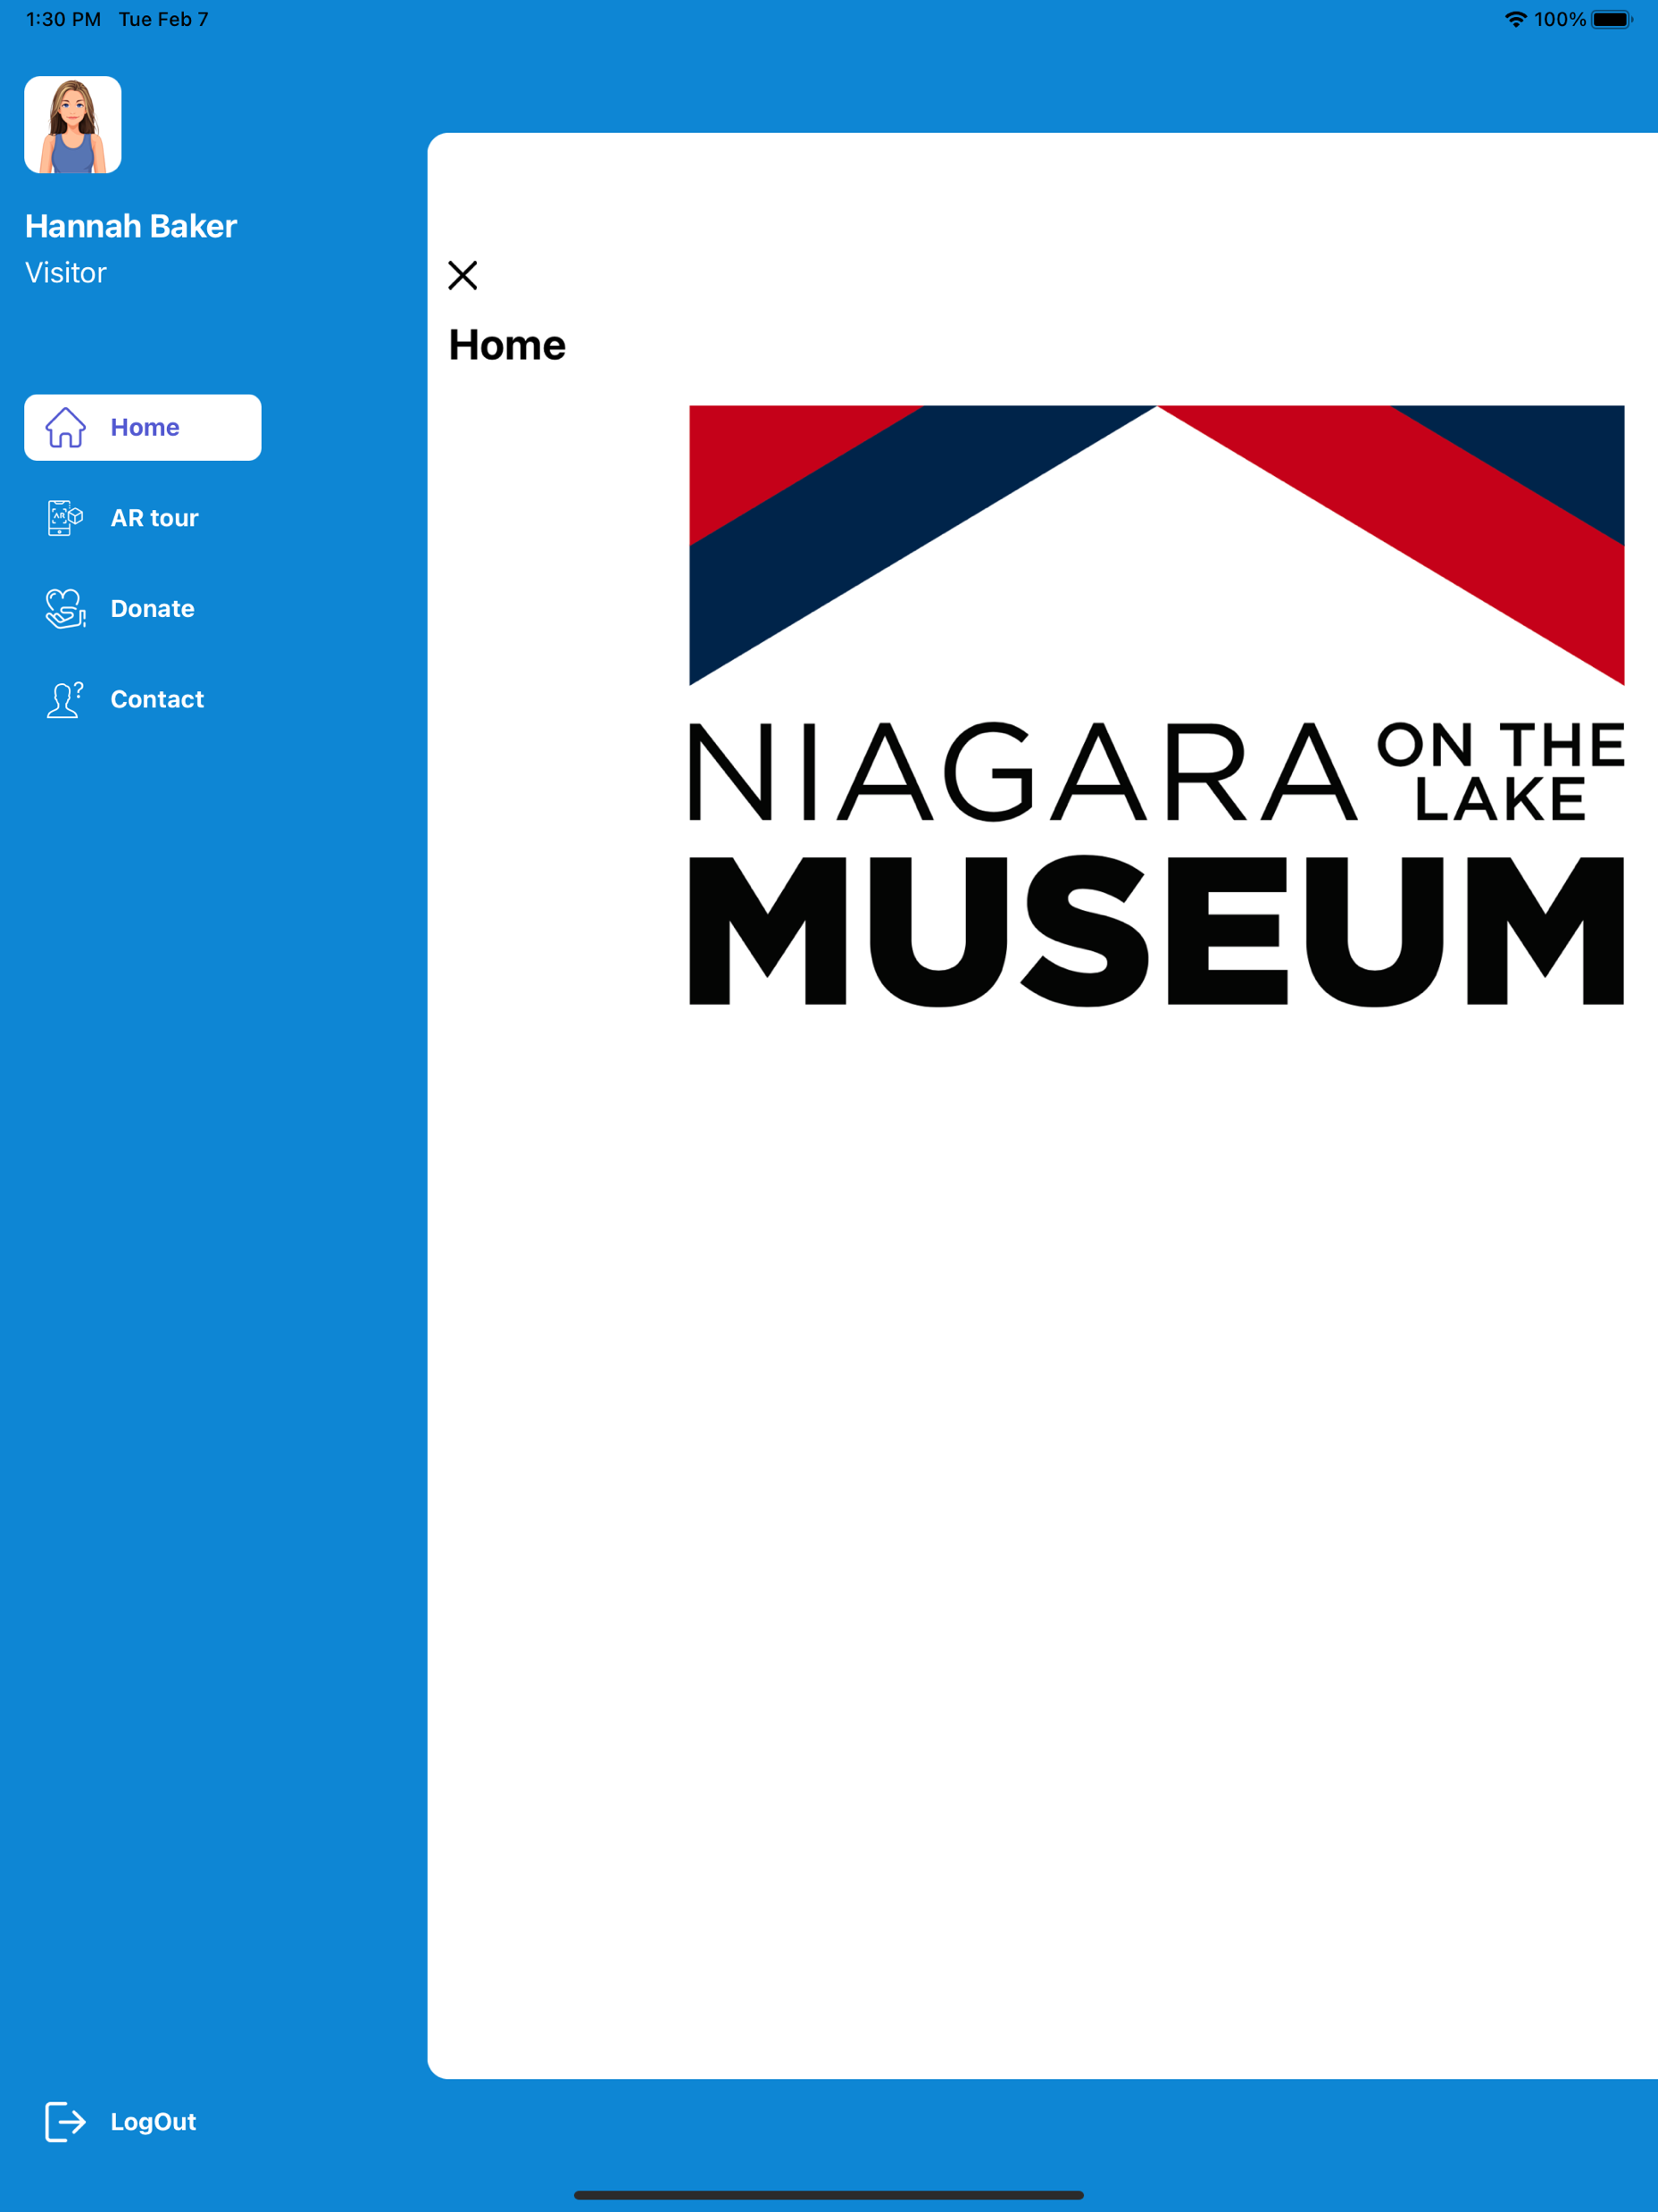 1:30 PM Tue Feb 7
100%
Hannah Baker
Visitor
Home
AR tour
Donate
Contact
LogOut
Home
NIAGARA ON THE
LAKE
MUSEUM